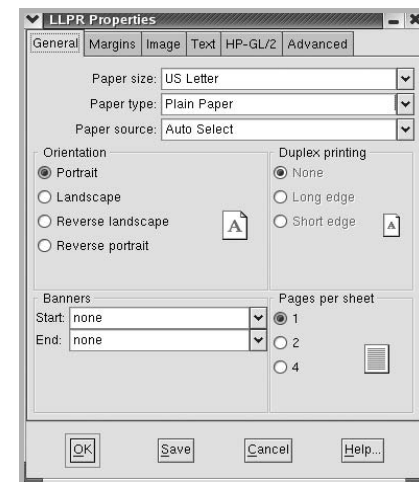 LLPR Properties
General Margins Image Text HP-GL/2 Advanced
Paper size: US Letter
Paper type: Plain Paper
Paper source: Auto Select
Orientation
Portrait
Landscape
Reverse landscape
Reverse portrait
A
Duplex printing
None
Long edge
Short edge
A
Banners
Start: none
End: none
Pages per sheet
1
2
4
OK Save Cancel Help...